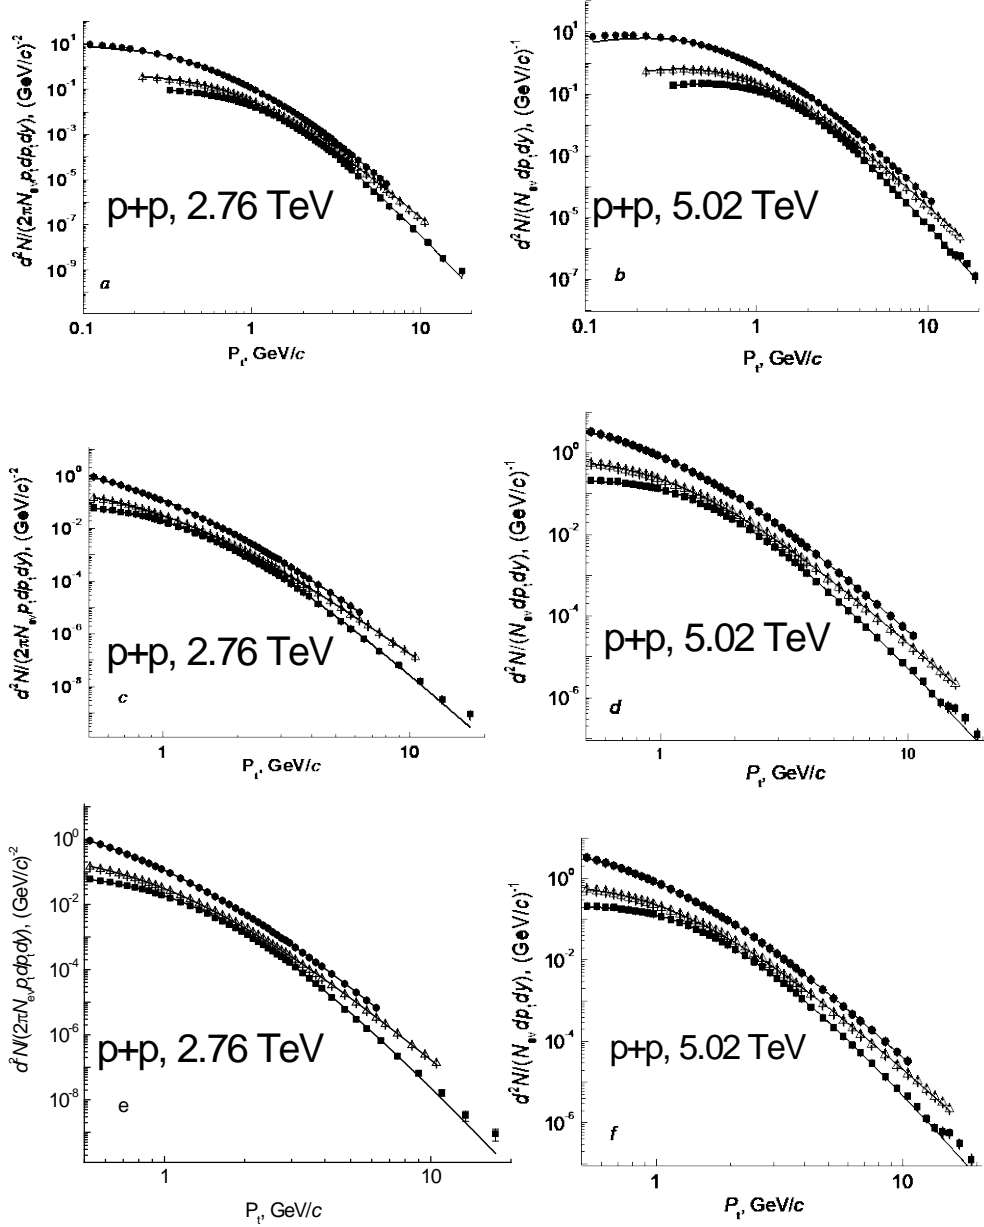 d²N/(2πN_ev p_t dp_t dy), (GeV/c)⁻²
10¹
10⁻¹
10⁻³
10⁻⁵
10⁻⁷
10⁻⁹
p+p, 2.76 TeV
a
0.1
1
10
P_t, GeV/c
d²N/(N_ev dp_t dy), (GeV/c)⁻¹
10¹
10⁻¹
10⁻³
10⁻⁵
10⁻⁷
p+p, 5.02 TeV
b
0.1
1
10
P_t, GeV/c
d²N/(2πN_ev p_t dp_t dy), (GeV/c)⁻²
10⁰
10⁻²
10⁻⁴
10⁻⁶
10⁻⁸
p+p, 2.76 TeV
c
1
10
P_t, GeV/c
d²N/(N_ev dp_t dy), (GeV/c)⁻¹
10⁰
10⁻²
10⁻⁴
10⁻⁶
p+p, 5.02 TeV
d
1
10
P_t, GeV/c
d²N/(2πN_ev p_t dp_t dy), (GeV/c)⁻²
10⁰
10⁻²
10⁻⁴
10⁻⁶
10⁻⁸
p+p, 2.76 TeV
e
1
10
P_t, GeV/c
d²N/(N_ev dp_t dy), (GeV/c)⁻¹
10⁰
10⁻²
10⁻⁴
10⁻⁶
p+p, 5.02 TeV
f
1
10
P_t, GeV/c